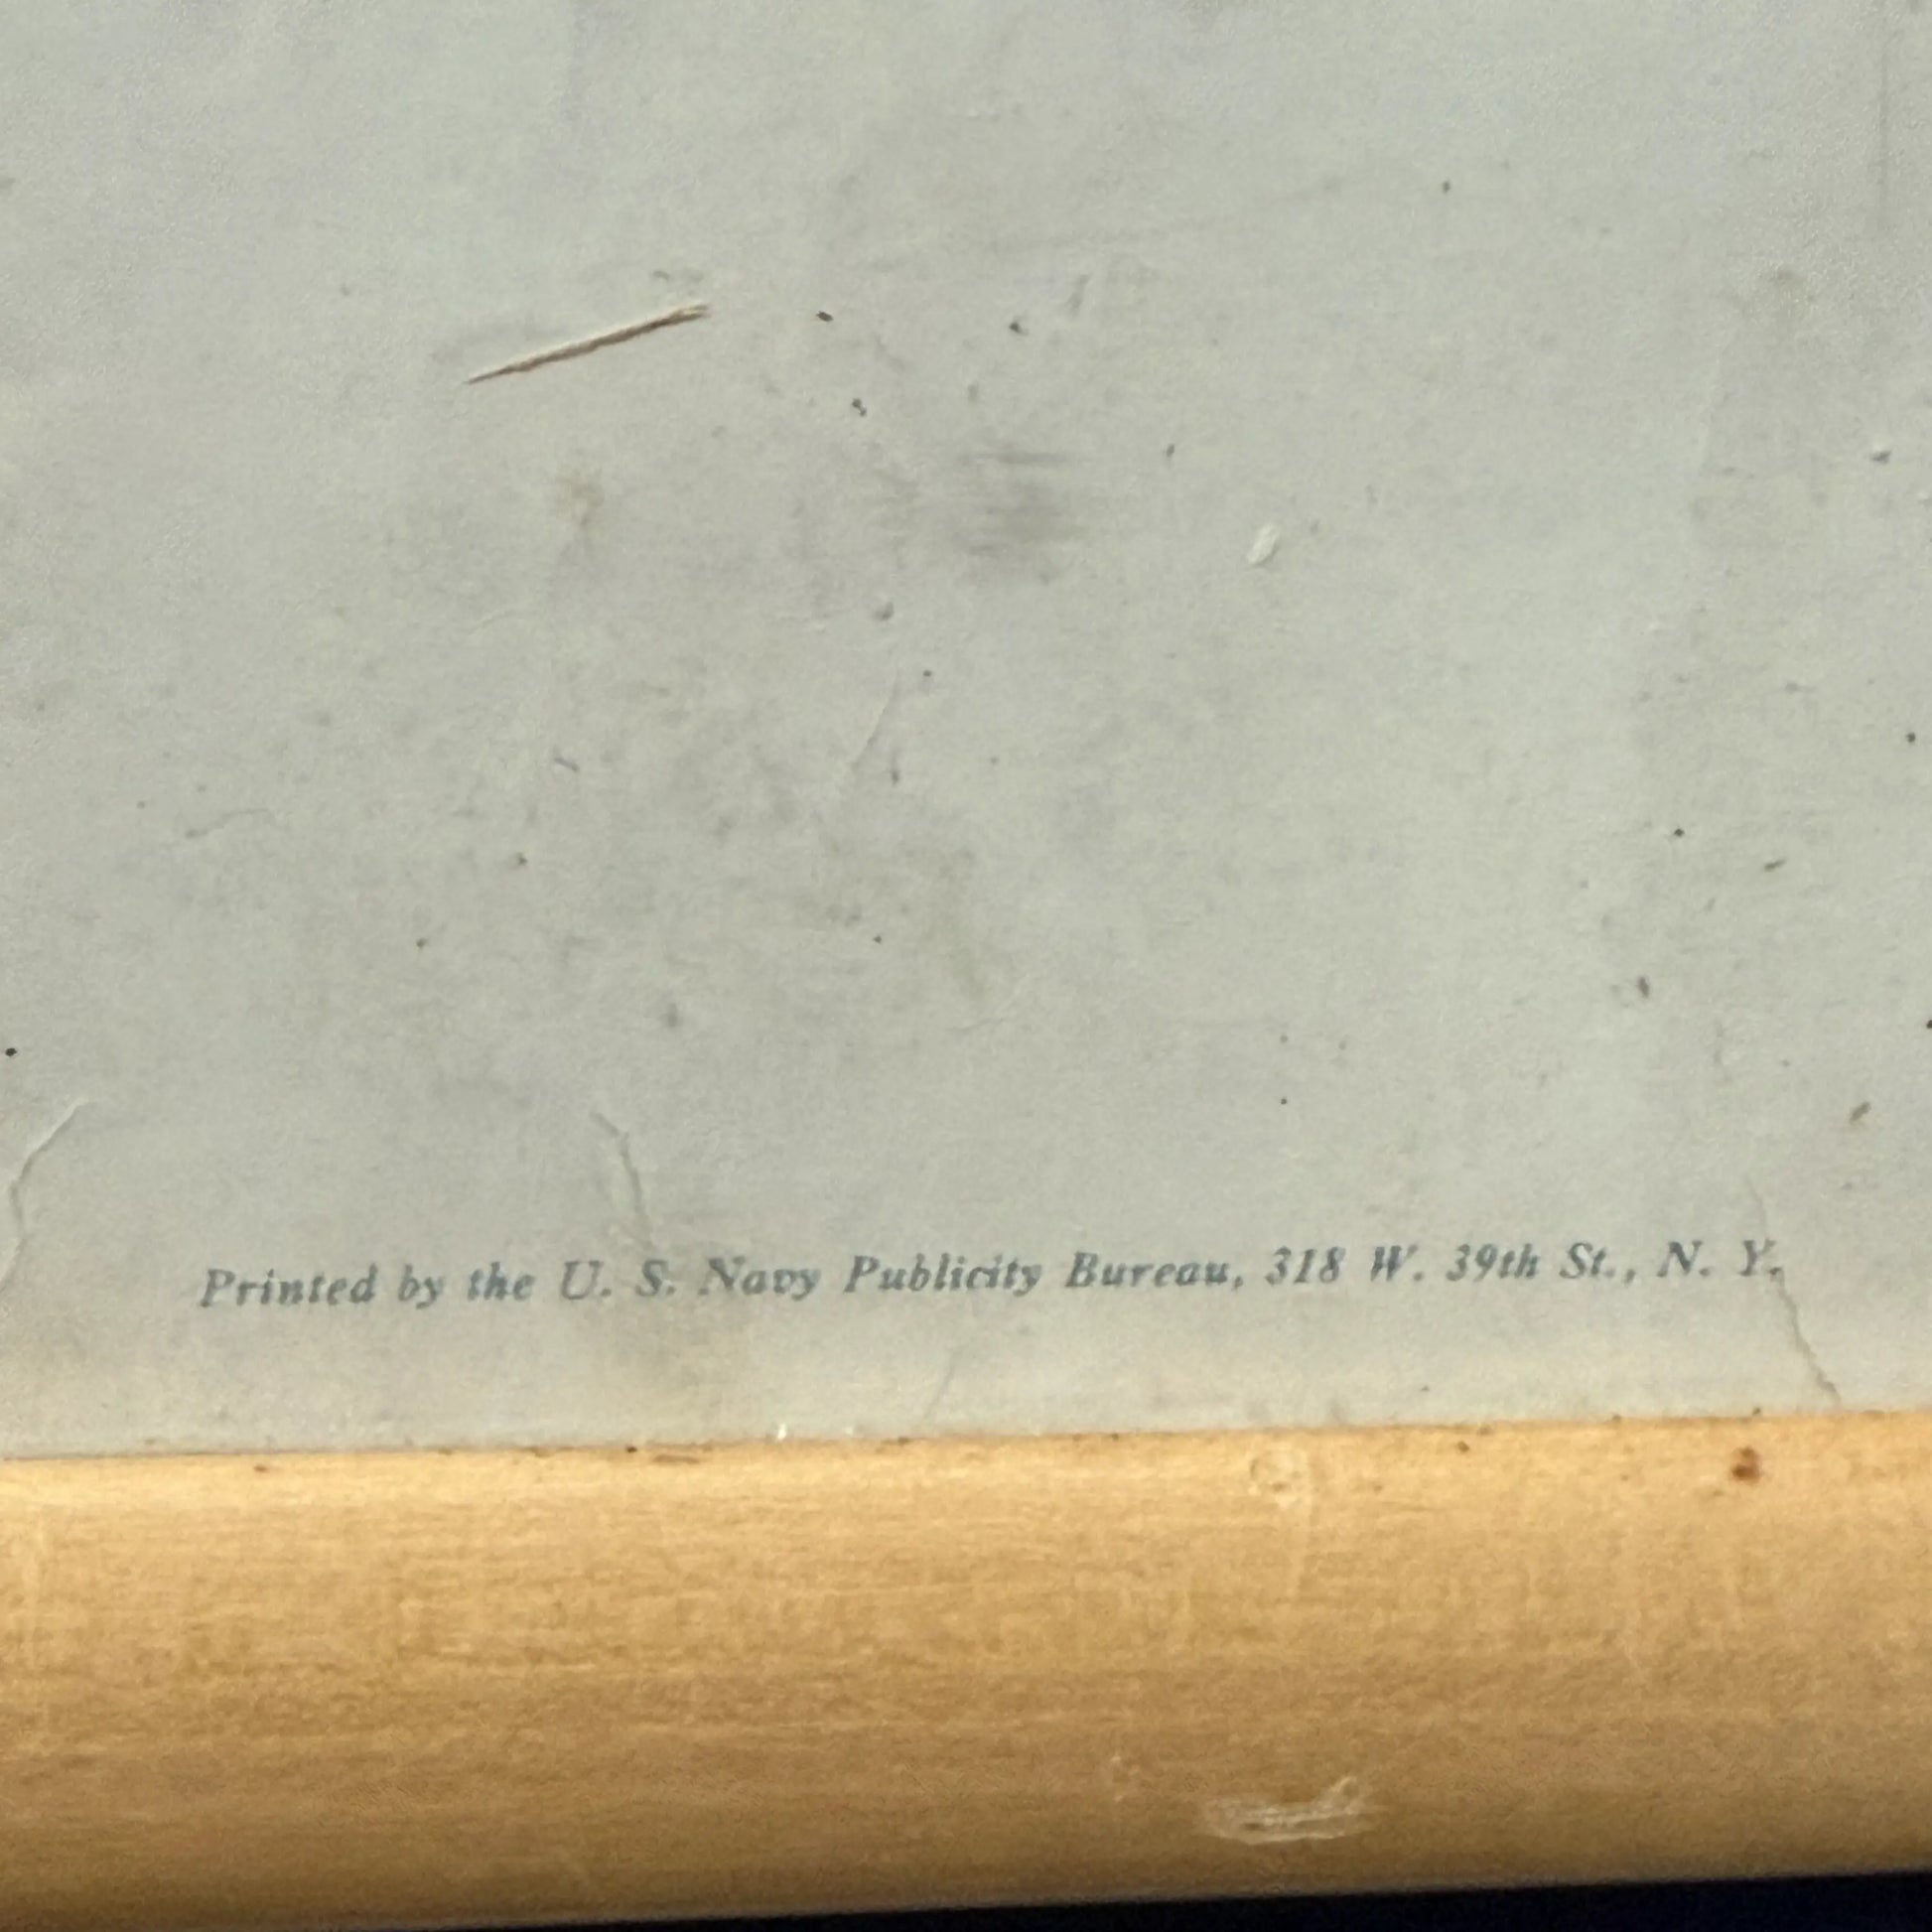 Printed by the U. S. Navy Publicity Bureau, 318 W. 39th St., N. Y.